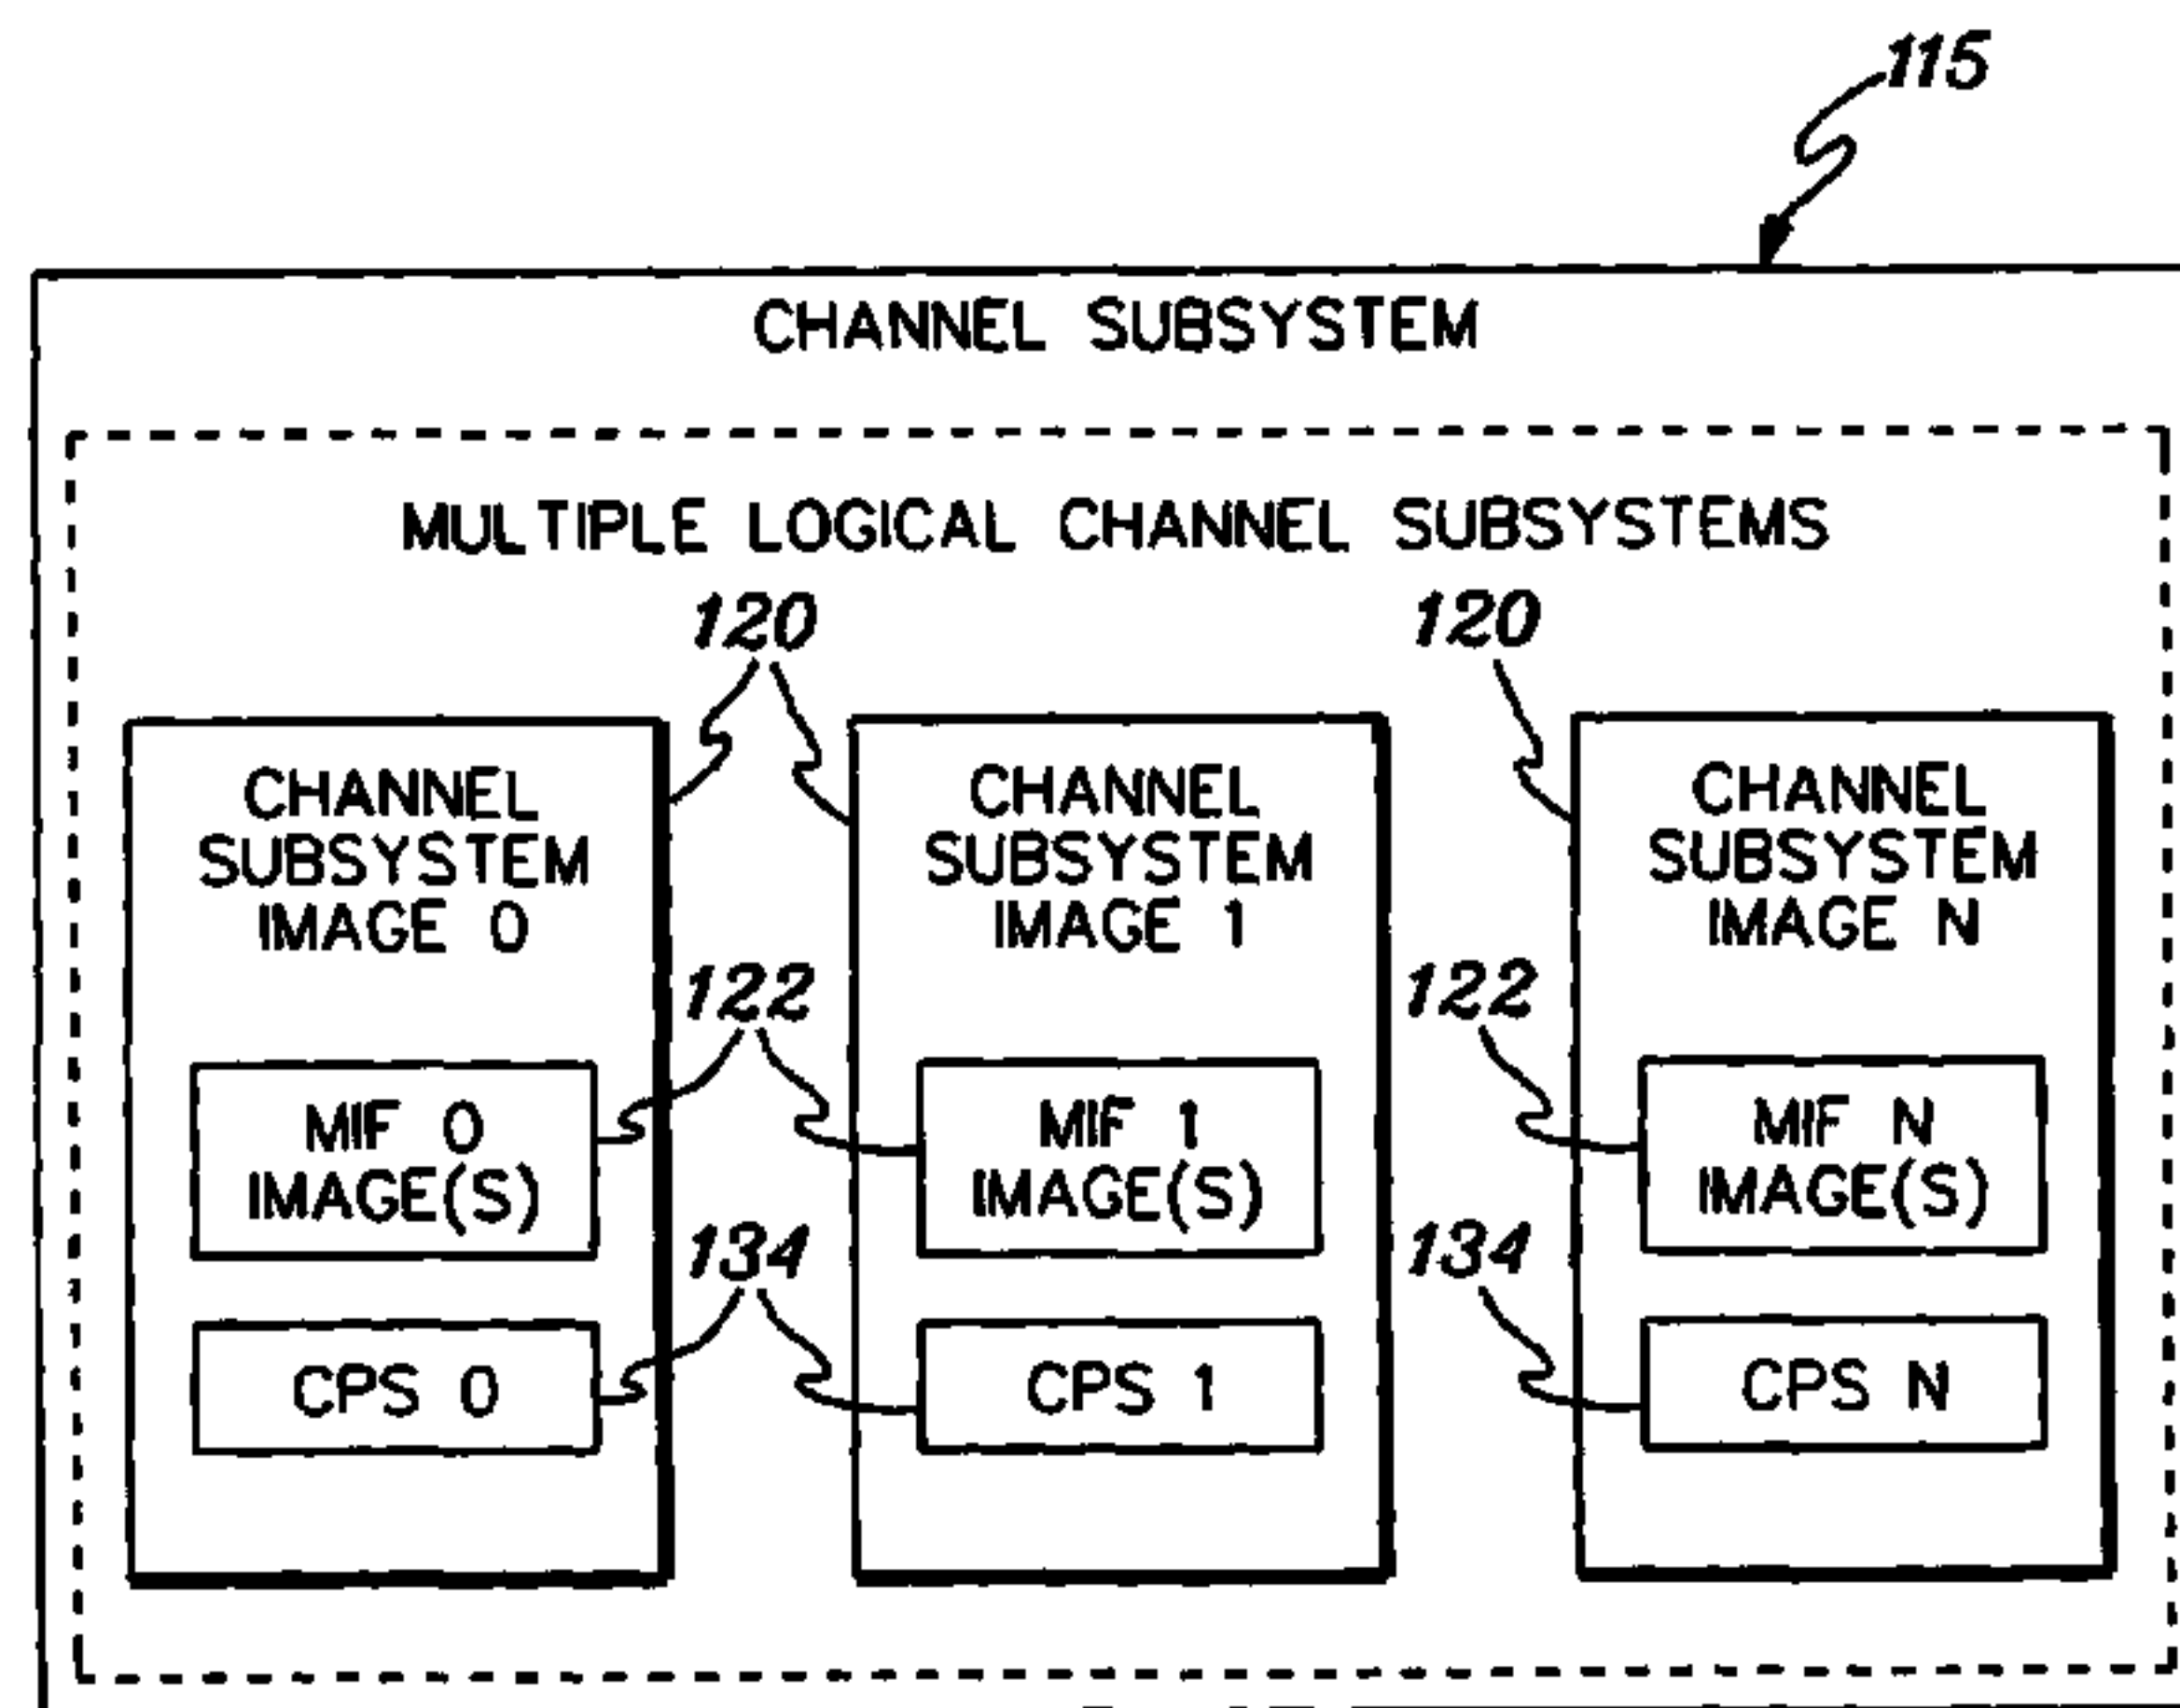 115
CHANNEL SUBSYSTEM
MULTIPLE LOGICAL CHANNEL SUBSYSTEMS
120 120
CHANNEL
SUBSYSTEM
IMAGE 0
CHANNEL
SUBSYSTEM
IMAGE 1
CHANNEL
SUBSYSTEM
IMAGE N
122 122
MIF 0
IMAGE(S)
MIF 1
IMAGE(S)
MIF N
IMAGE(S)
134 134
CPS 0
CPS 1
CPS N